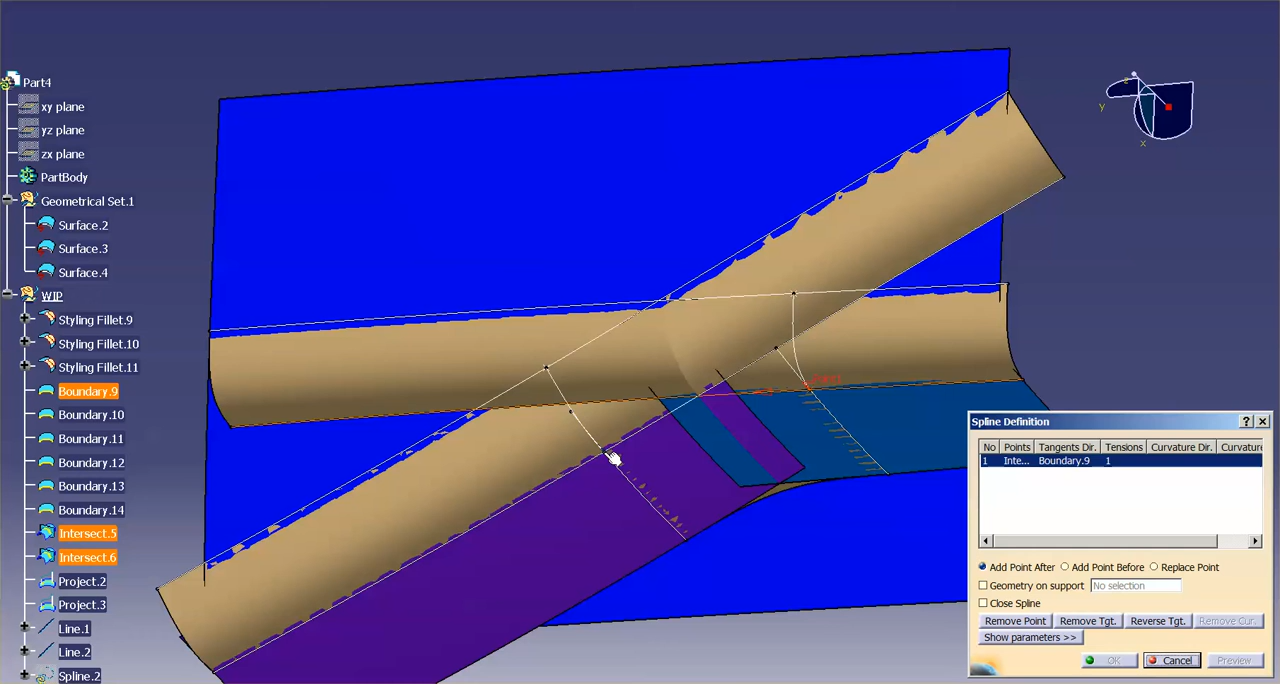 Part4
xy plane
yz plane
zx plane
PartBody
Geometrical Set.1
Surface.2
Surface.3
Surface.4
WIP
Styling Fillet.9
Styling Fillet.10
Styling Fillet.11
Boundary.9
Boundary.10
Boundary.11
Boundary.12
Boundary.13
Boundary.14
Intersect.5
Intersect.6
Project.2
Project.3
Line.1
Line.2
Spline.2
y
x
Spline Definition
?
No Points Tangents Dir. Tensions Curvature Dir. Curvature
1 Inte... Boundary.9 1
Add Point After Add Point Before Replace Point
Geometry on support No selection
Close Spline
Remove Point Remove Tgt. Reverse Tgt. Remove Cur.
Show parameters >>
OK Cancel Preview